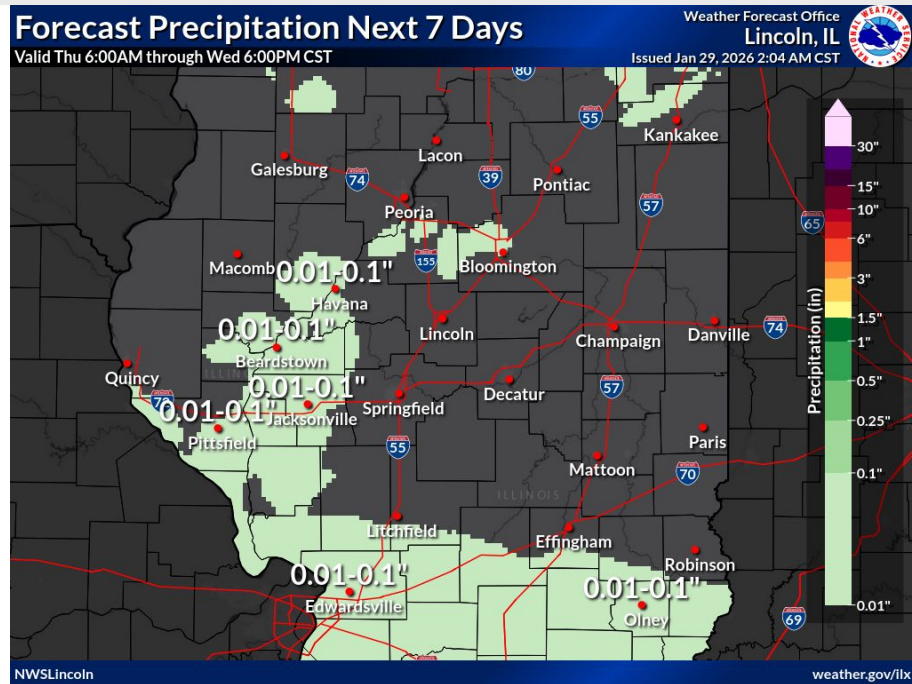 Forecast Precipitation Next 7 Days
Valid Thu 6:00AM through Wed 6:00PM CST
Weather Forecast Office
Lincoln, IL
Issued Jan 29, 2026 2:04 AM CST
NATIONAL WEATHER SERVICE
80
55
Kankakee
Lacon
Galesburg
74
39
Pontiac
57
Peoria
65
155
Macomb
0.01-0.1"
Bloomington
Havana
0.01-0.1"
Lincoln
Champaign
Danville
74
Beardstown
Quincy
ILLINOIS
0.01-0.1"
57
Decatur
72
0.01-0.1"
Jacksonville
Springfield
Pittsfield
55
Paris
Mattoon
70
ILLINOIS
Litchfield
Effingham
Robinson
0.01-0.1"
Edwardsville
0.01-0.1"
Olney
69
Precipitation (in)
30"
15"
10"
6"
3"
1.5"
1"
0.5"
0.25"
0.1"
0.01"
NWSLincoln
weather.gov/ilx